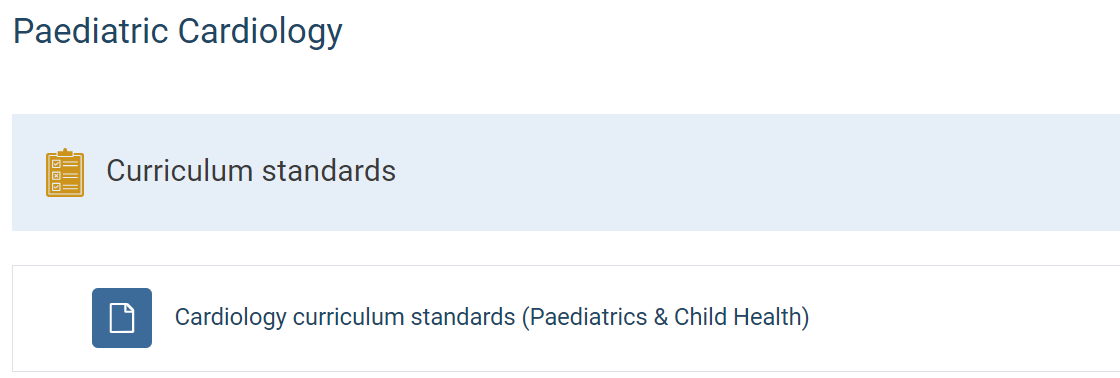 Paediatric Cardiology
Curriculum standards
Cardiology curriculum standards (Paediatrics & Child Health)